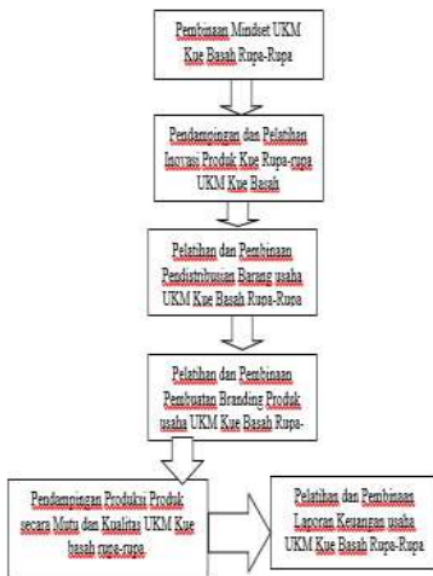 Pembinaan Mindset UKM
Kue Basah Rupa-Rupa
Pendampingan dan Pelatihan
Inovasi Produk Kue Rupa-rupa
UKM Kue Basah
Pelatihan dan Pembinaan
Pendistribusian Barang usaha
UKM Kue Basah Rupa-Rupa
Pelatihan dan Pembinaan
Pembuatan Branding Produk
usaha UKM Kue Basah Rupa-
Pendampingan Produksi Produk
secara Mutu dan Kualitas UKM Kue
basah rupa-rupa.
Pelatihan dan Pembinaan
Laporan Keuangan usaha
UKM Kue Basah Rupa-Rupa